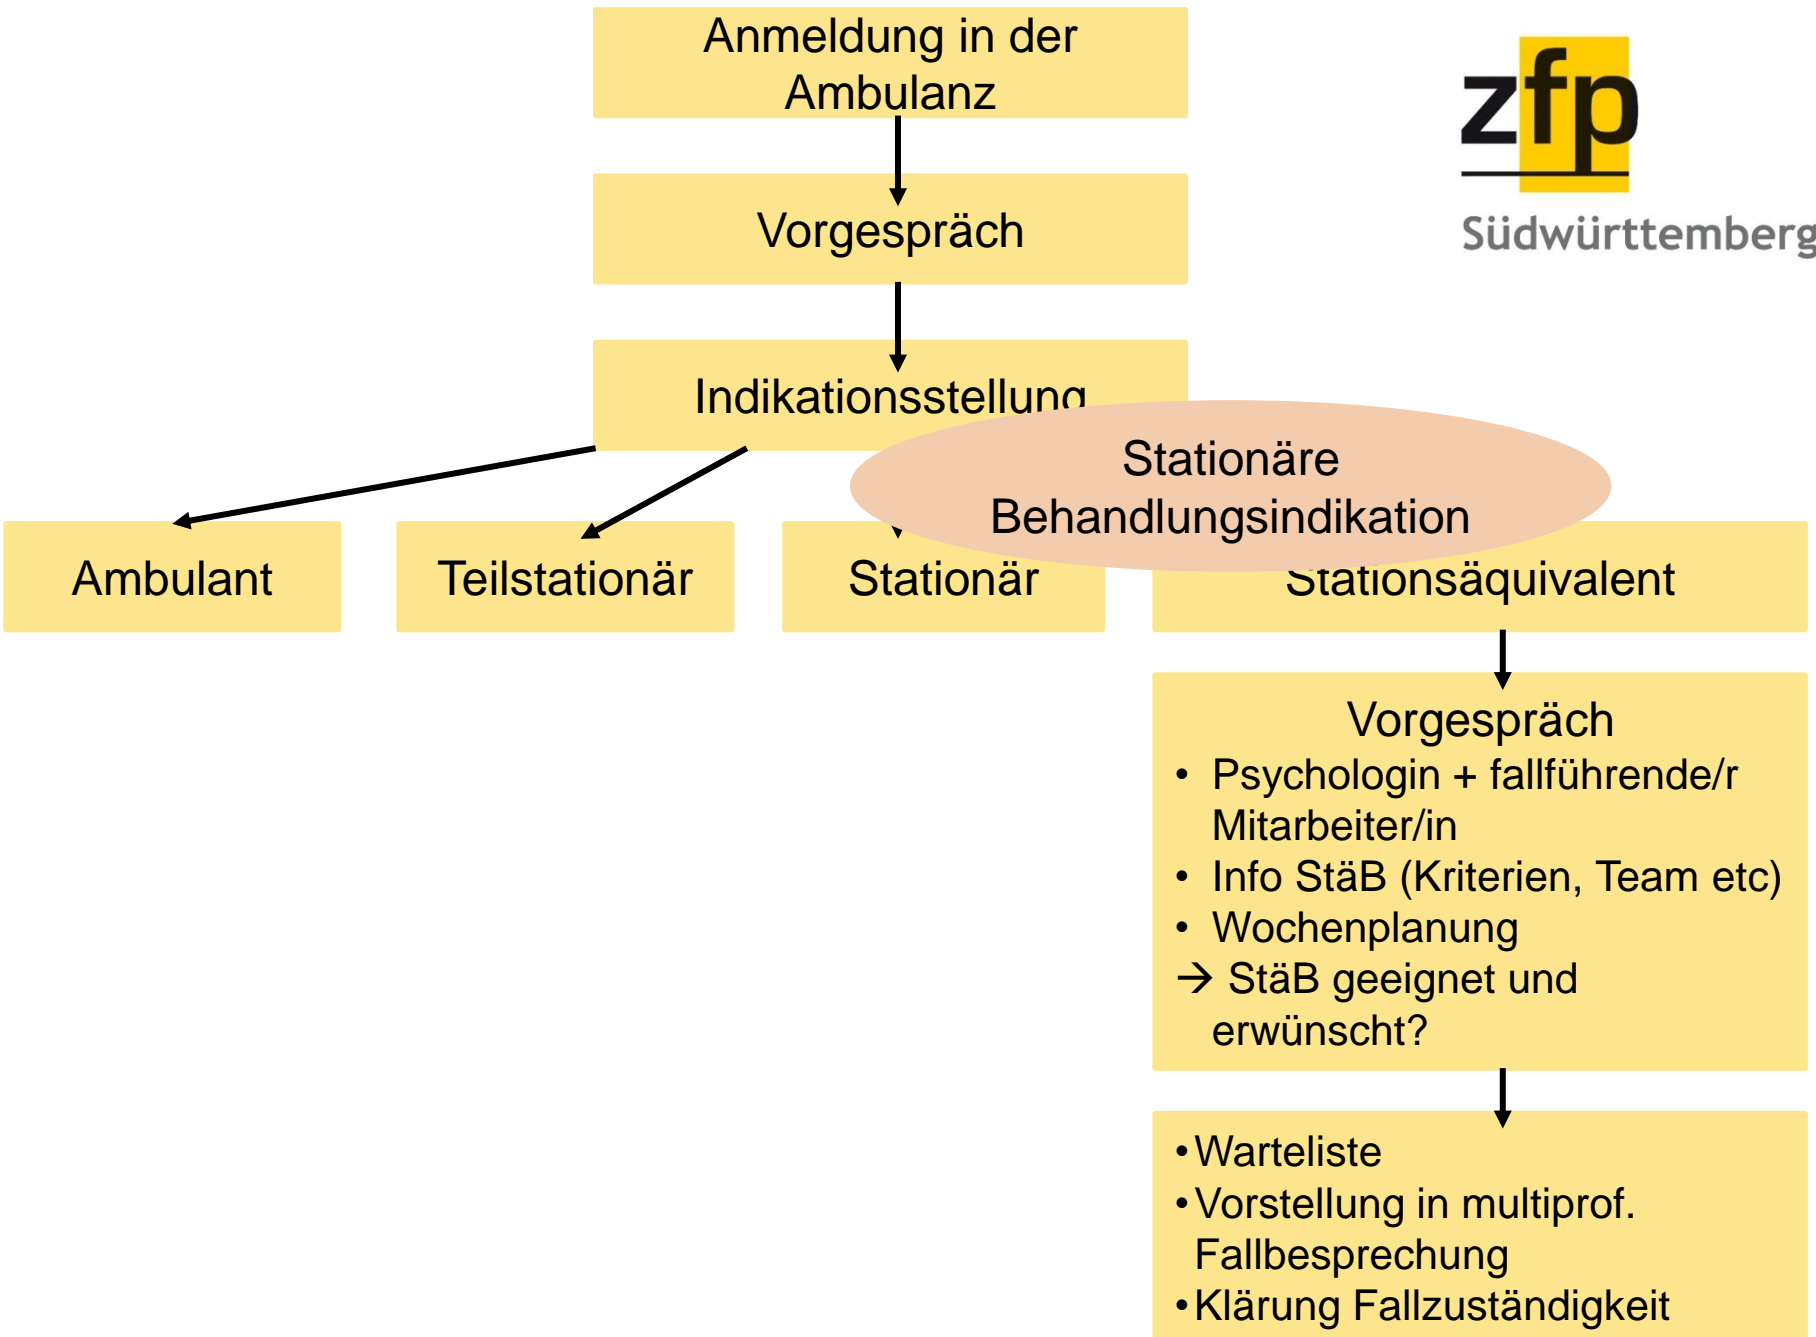 Anmeldung in der
Ambulanz
zfp
Südwürttemberg
Vorgespräch
Indikationsstellung
Stationäre
Behandlungsindikation
Ambulant
Teilstationär
Stationär
Stationsäquivalent
Vorgespräch
• Psychologin + fallführende/r
Mitarbeiter/in
• Info StäB (Kriterien, Team etc)
• Wochenplanung
→ StäB geeignet und
erwünscht?
• Warteliste
• Vorstellung in multiprof.
Fallbesprechung
• Klärung Fallzuständigkeit